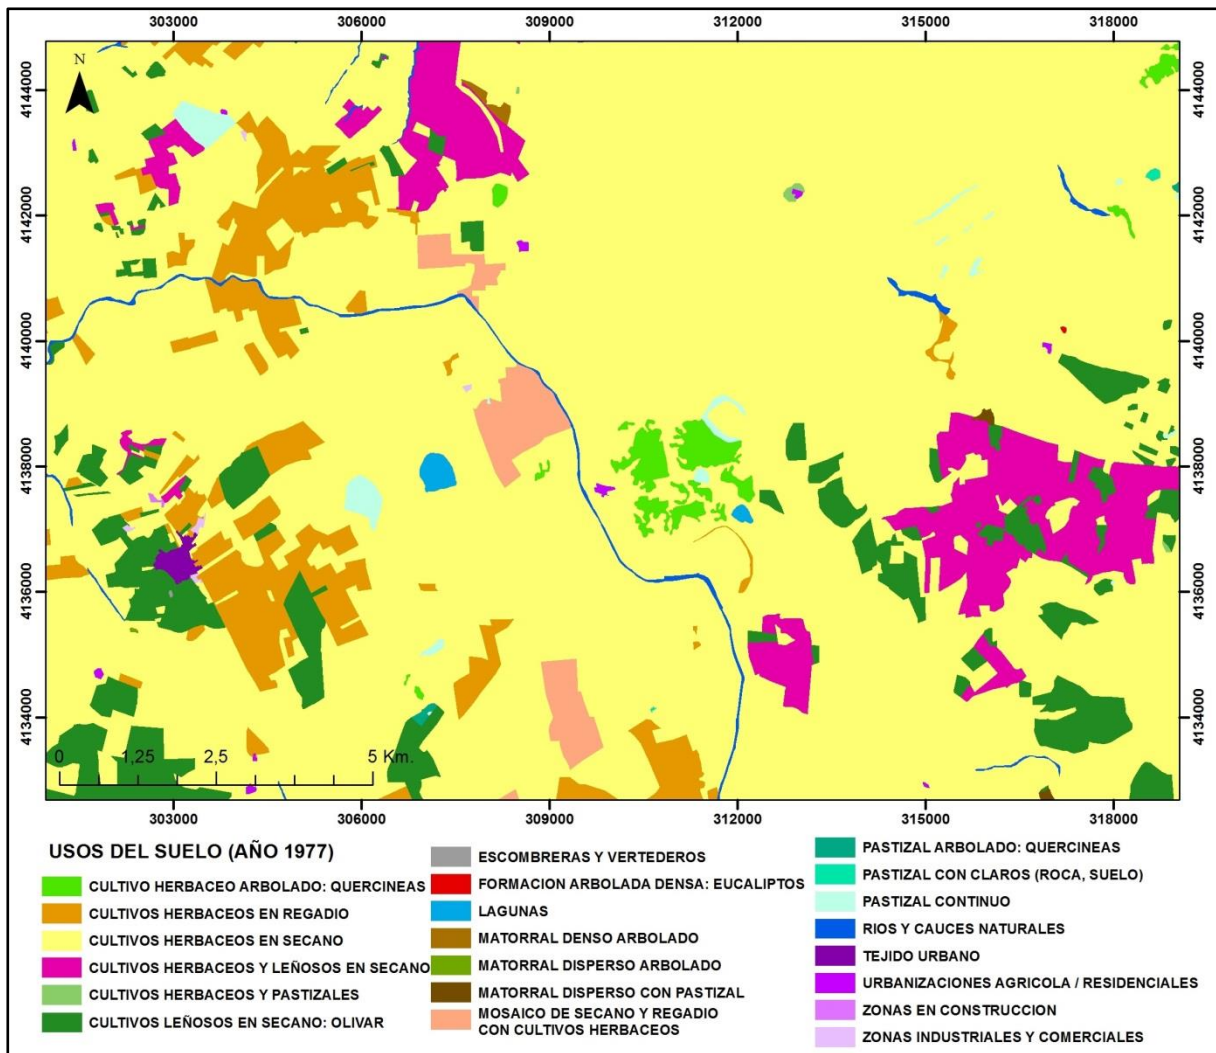 303000 306000 309000 312000 315000 318000
N
4144000 4144000
4142000 4142000
4140000 4140000
4138000 4138000
4136000 4136000
4134000 4134000
0 1,25 2,5 5 Km.
303000 306000 309000 312000 315000 318000
USOS DEL SUELO (AÑO 1977)
CULTIVO HERBACEO ARBOLADO: QUERCINEAS
CULTIVOS HERBACEOS EN REGADIO
CULTIVOS HERBACEOS EN SECANO
CULTIVOS HERBACEOS Y LEÑOSOS EN SECANO
CULTIVOS HERBACEOS Y PASTIZALES
CULTIVOS LEÑOSOS EN SECANO: OLIVAR
ESCOMBRERAS Y VERTEDEROS
FORMACION ARBOLADA DENSA: EUCALIPTOS
LAGUNAS
MATORRAL DENSO ARBOLADO
MATORRAL DISPERSO ARBOLADO
MATORRAL DISPERSO CON PASTIZAL
MOSAICO DE SECANO Y REGADIO
CON CULTIVOS HERBACEOS
PASTIZAL ARBOLADO: QUERCINEAS
PASTIZAL CON CLAROS (ROCA, SUELO)
PASTIZAL CONTINUO
RIOS Y CAUCES NATURALES
TEJIDO URBANO
URBANIZACIONES AGRICOLA / RESIDENCIALES
ZONAS EN CONSTRUCCION
ZONAS INDUSTRIALES Y COMERCIALES